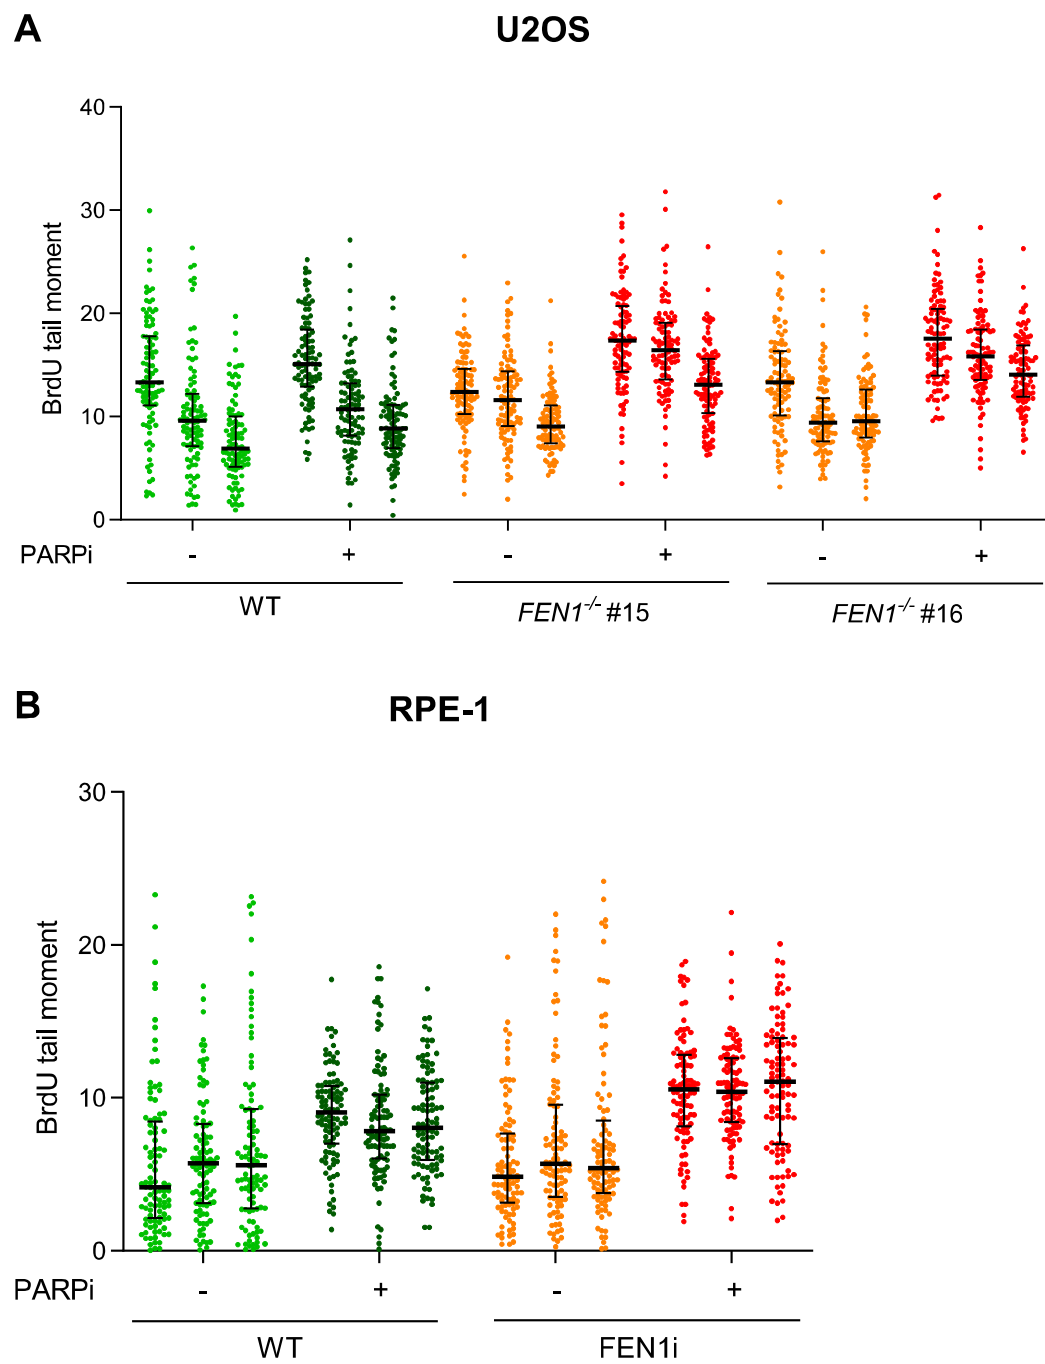 A
U2OS
BrdU tail moment
40
30
20
10
0
PARPi - + - + - +
WT FEN1-/- #15 FEN1-/- #16
B
RPE-1
BrdU tail moment
30
20
10
0
PARPi - + - +
WT FEN1i